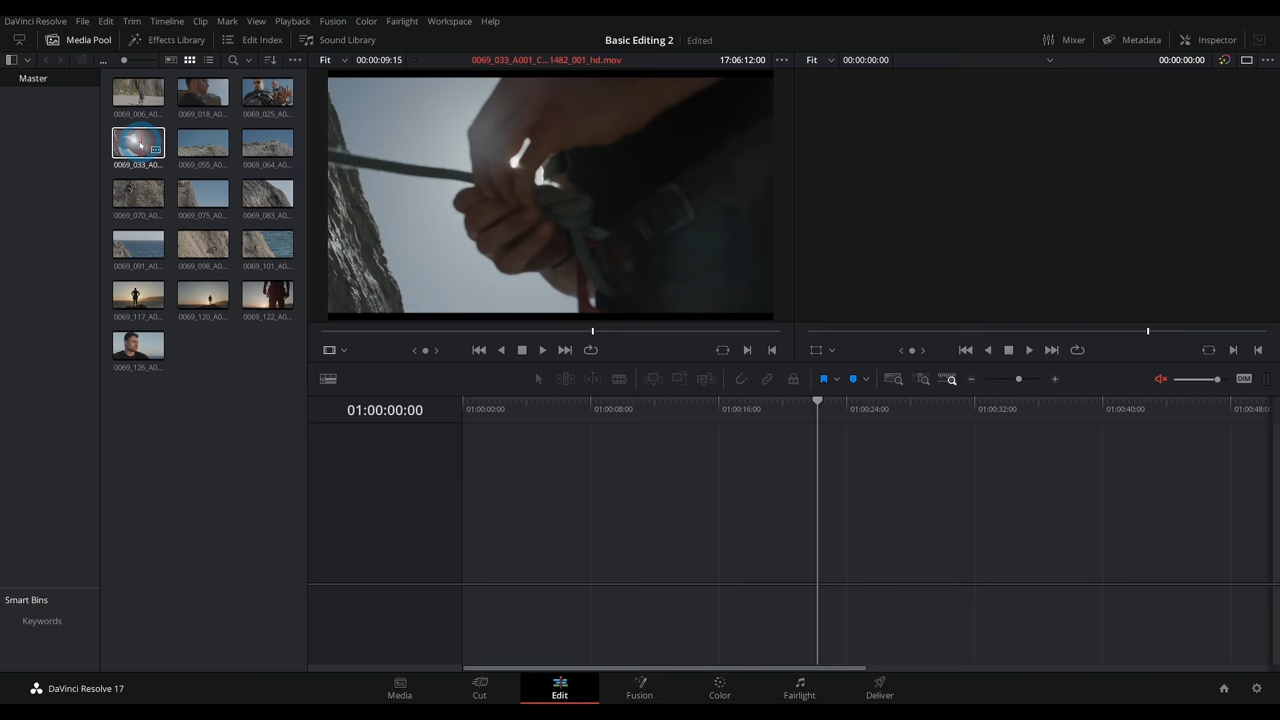 DaVinci Resolve File Edit Trim Timeline Clip Mark View Playback Fusion Color Fairlight Workspace Help
Media Pool Effects Library Edit Index Sound Library Basic Editing 2 Edited Mixer Metadata Inspector
... Fit 00:00:09:15 0069_033_A001_C...1482_001_hd.mov 17:06:12:00 Fit 00:00:00:00 00:00:00:00
Master
0069_006_A0... 0069_018_A0... 0069_025_A0...
0069_033_A0... 0069_055_A0... 0069_064_A0...
0069_070_A0... 0069_075_A0... 0069_083_A0...
0069_091_A0... 0069_098_A0... 0069_101_A0...
0069_117_A0... 0069_120_A0... 0069_122_A0...
0069_126_A0...
DIM
01:00:00:00
01:00:00:00 01:00:08:00 01:00:16:00 01:00:24:00 01:00:32:00 01:00:40:00 01:00:48:0
Smart Bins
Keywords
DaVinci Resolve 17
Media Cut Edit Fusion Color Fairlight Deliver